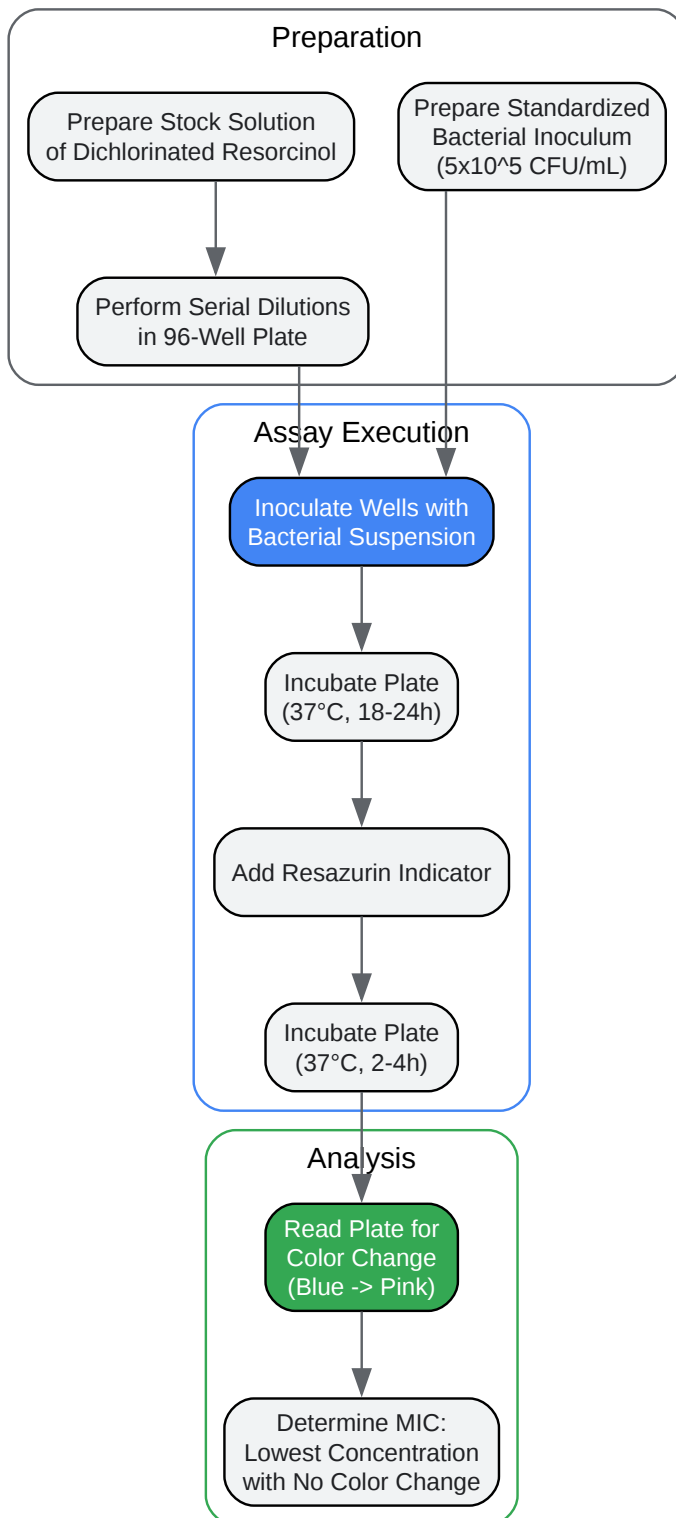 Preparation
Prepare Stock Solution
of Dichlorinated Resorcinol
Prepare Standardized
Bacterial Inoculum
(5x10^5 CFU/mL)
Perform Serial Dilutions
in 96-Well Plate
Assay Execution
Inoculate Wells with
Bacterial Suspension
Incubate Plate
(37°C, 18-24h)
Add Resazurin Indicator
Incubate Plate
(37°C, 2-4h)
Analysis
Read Plate for
Color Change
(Blue -> Pink)
Determine MIC:
Lowest Concentration
with No Color Change